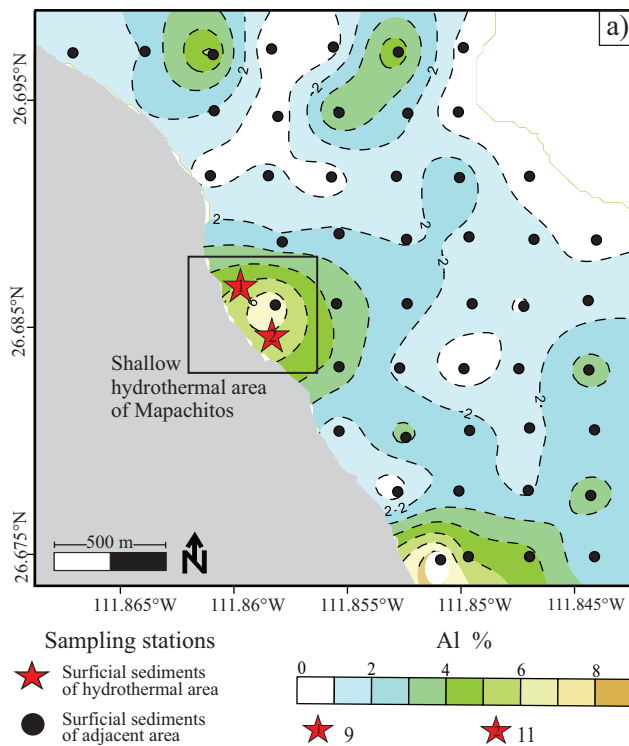 a)
26.695°N
26.685°N
26.675°N
2
2
2
2
2
2
2-2
6
1
2
Shallow
hydrothermal area
of Mapachitos
500 m
N
111.865°W 111.86°W 111.855°W 111.85°W 111.845°W
Sampling stations
Surficial sediments
of hydrothermal area
Surficial sediments
of adjacent area
Al %
0 2 4 6 8
1 9 2 11